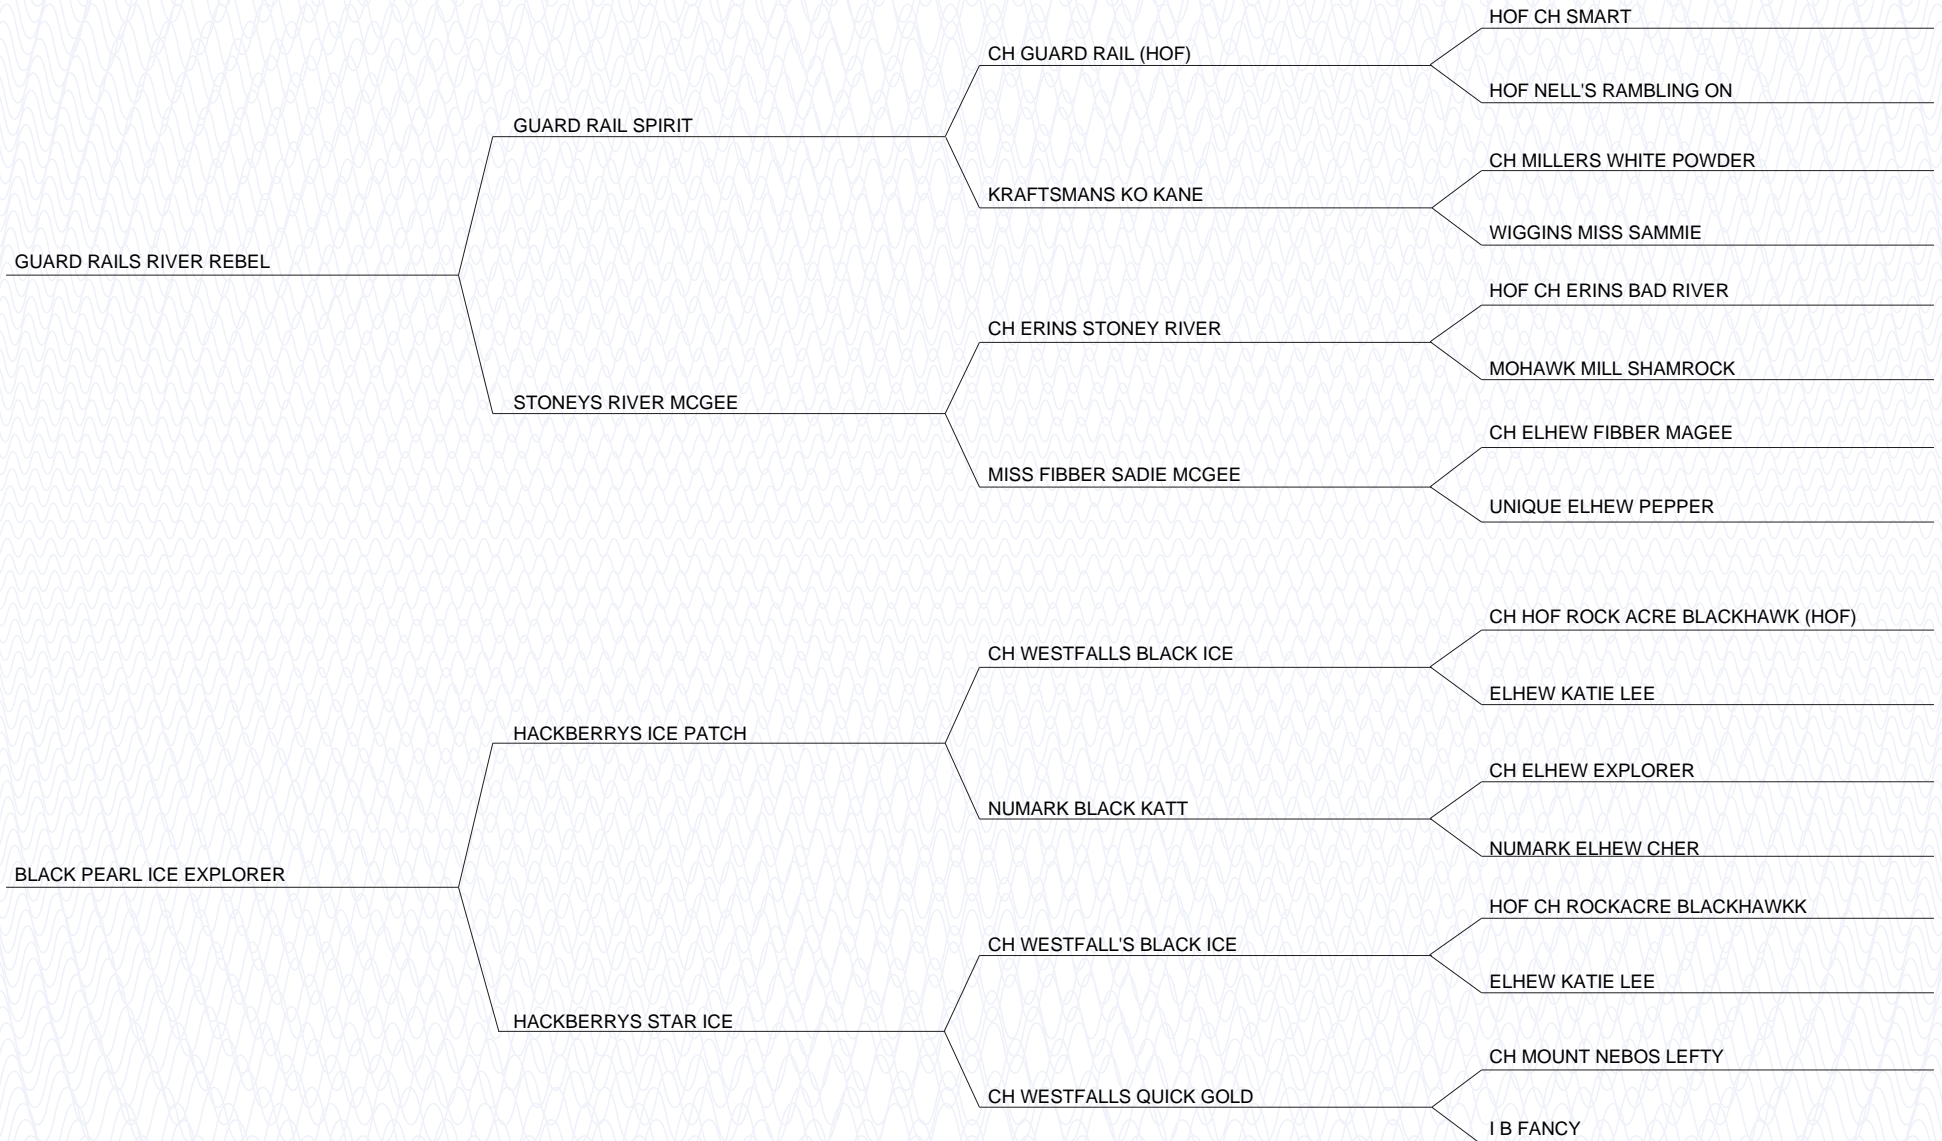 HOF CH SMART
CH GUARD RAIL (HOF)
HOF NELL'S RAMBLING ON
GUARD RAIL SPIRIT
CH MILLERS WHITE POWDER
KRAFTSMANS KO KANE
WIGGINS MISS SAMMIE
GUARD RAILS RIVER REBEL
HOF CH ERINS BAD RIVER
CH ERINS STONEY RIVER
MOHAWK MILL SHAMROCK
STONEYS RIVER MCGEE
CH ELHEW FIBBER MAGEE
MISS FIBBER SADIE MCGEE
UNIQUE ELHEW PEPPER
CH HOF ROCK ACRE BLACKHAWK (HOF)
CH WESTFALLS BLACK ICE
ELHEW KATIE LEE
HACKBERRYS ICE PATCH
CH ELHEW EXPLORER
NUMARK BLACK KATT
NUMARK ELHEW CHER
BLACK PEARL ICE EXPLORER
HOF CH ROCKACRE BLACKHAWKK
CH WESTFALL'S BLACK ICE
ELHEW KATIE LEE
HACKBERRYS STAR ICE
CH MOUNT NEBOS LEFTY
CH WESTFALLS QUICK GOLD
I B FANCY